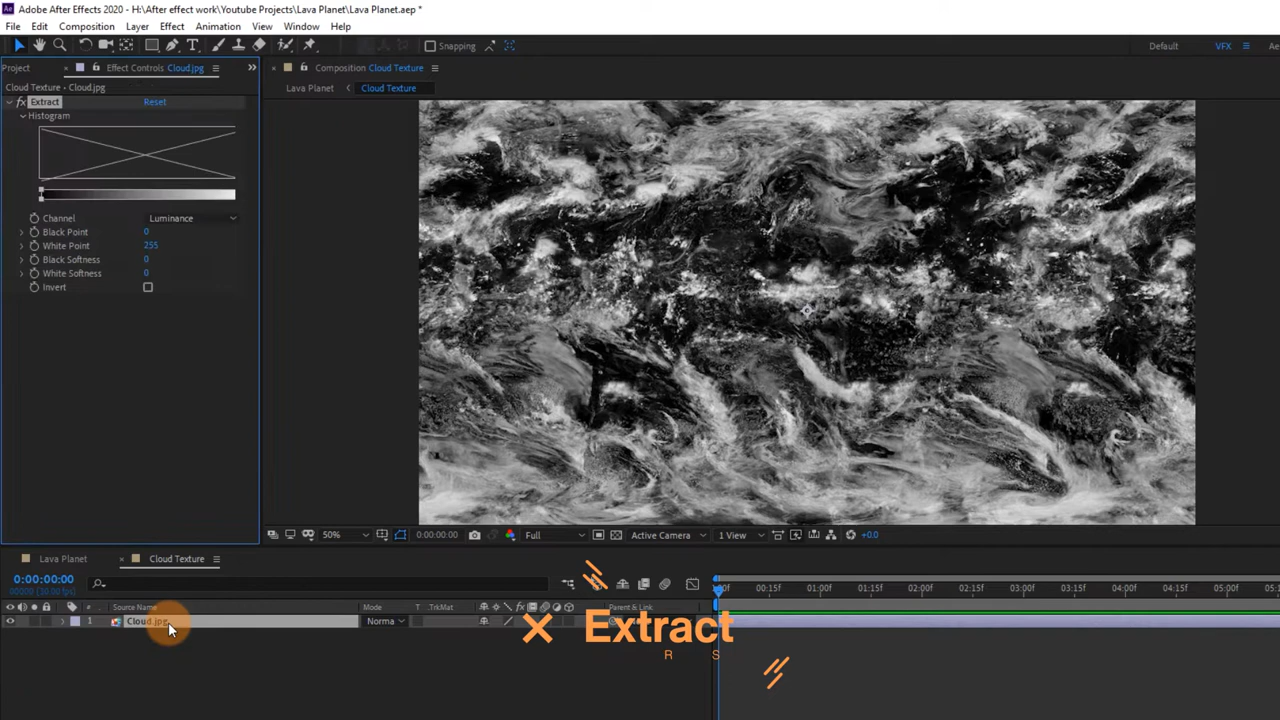 Adobe After Effects 2020 - H:\After effect work\Youtube Projects\Lava Planet\Lava Planet.aep *
File Edit Composition Layer Effect Animation View Window Help
Snapping Default VFX Ae
Project Effect Controls Cloud.jpg Composition Cloud Texture
Cloud Texture • Cloud.jpg Lava Planet Cloud Texture
fx Extract Reset
Histogram
Channel Luminance
Black Point 0
White Point 255
Black Softness 0
White Softness 0
Invert
50% 0:00:00:00 Full Active Camera 1 View +0.0
Lava Planet Cloud Texture
0:00:00:00
00:15f 01:00f 01:15f 02:00f 02:15f 03:00f 03:15f 04:00f 04:15f 05:00f 05:1
# Source Name Mode T .TrkMat fx Parent & Link
1 Cloud.jpg Norma
Extract
R S